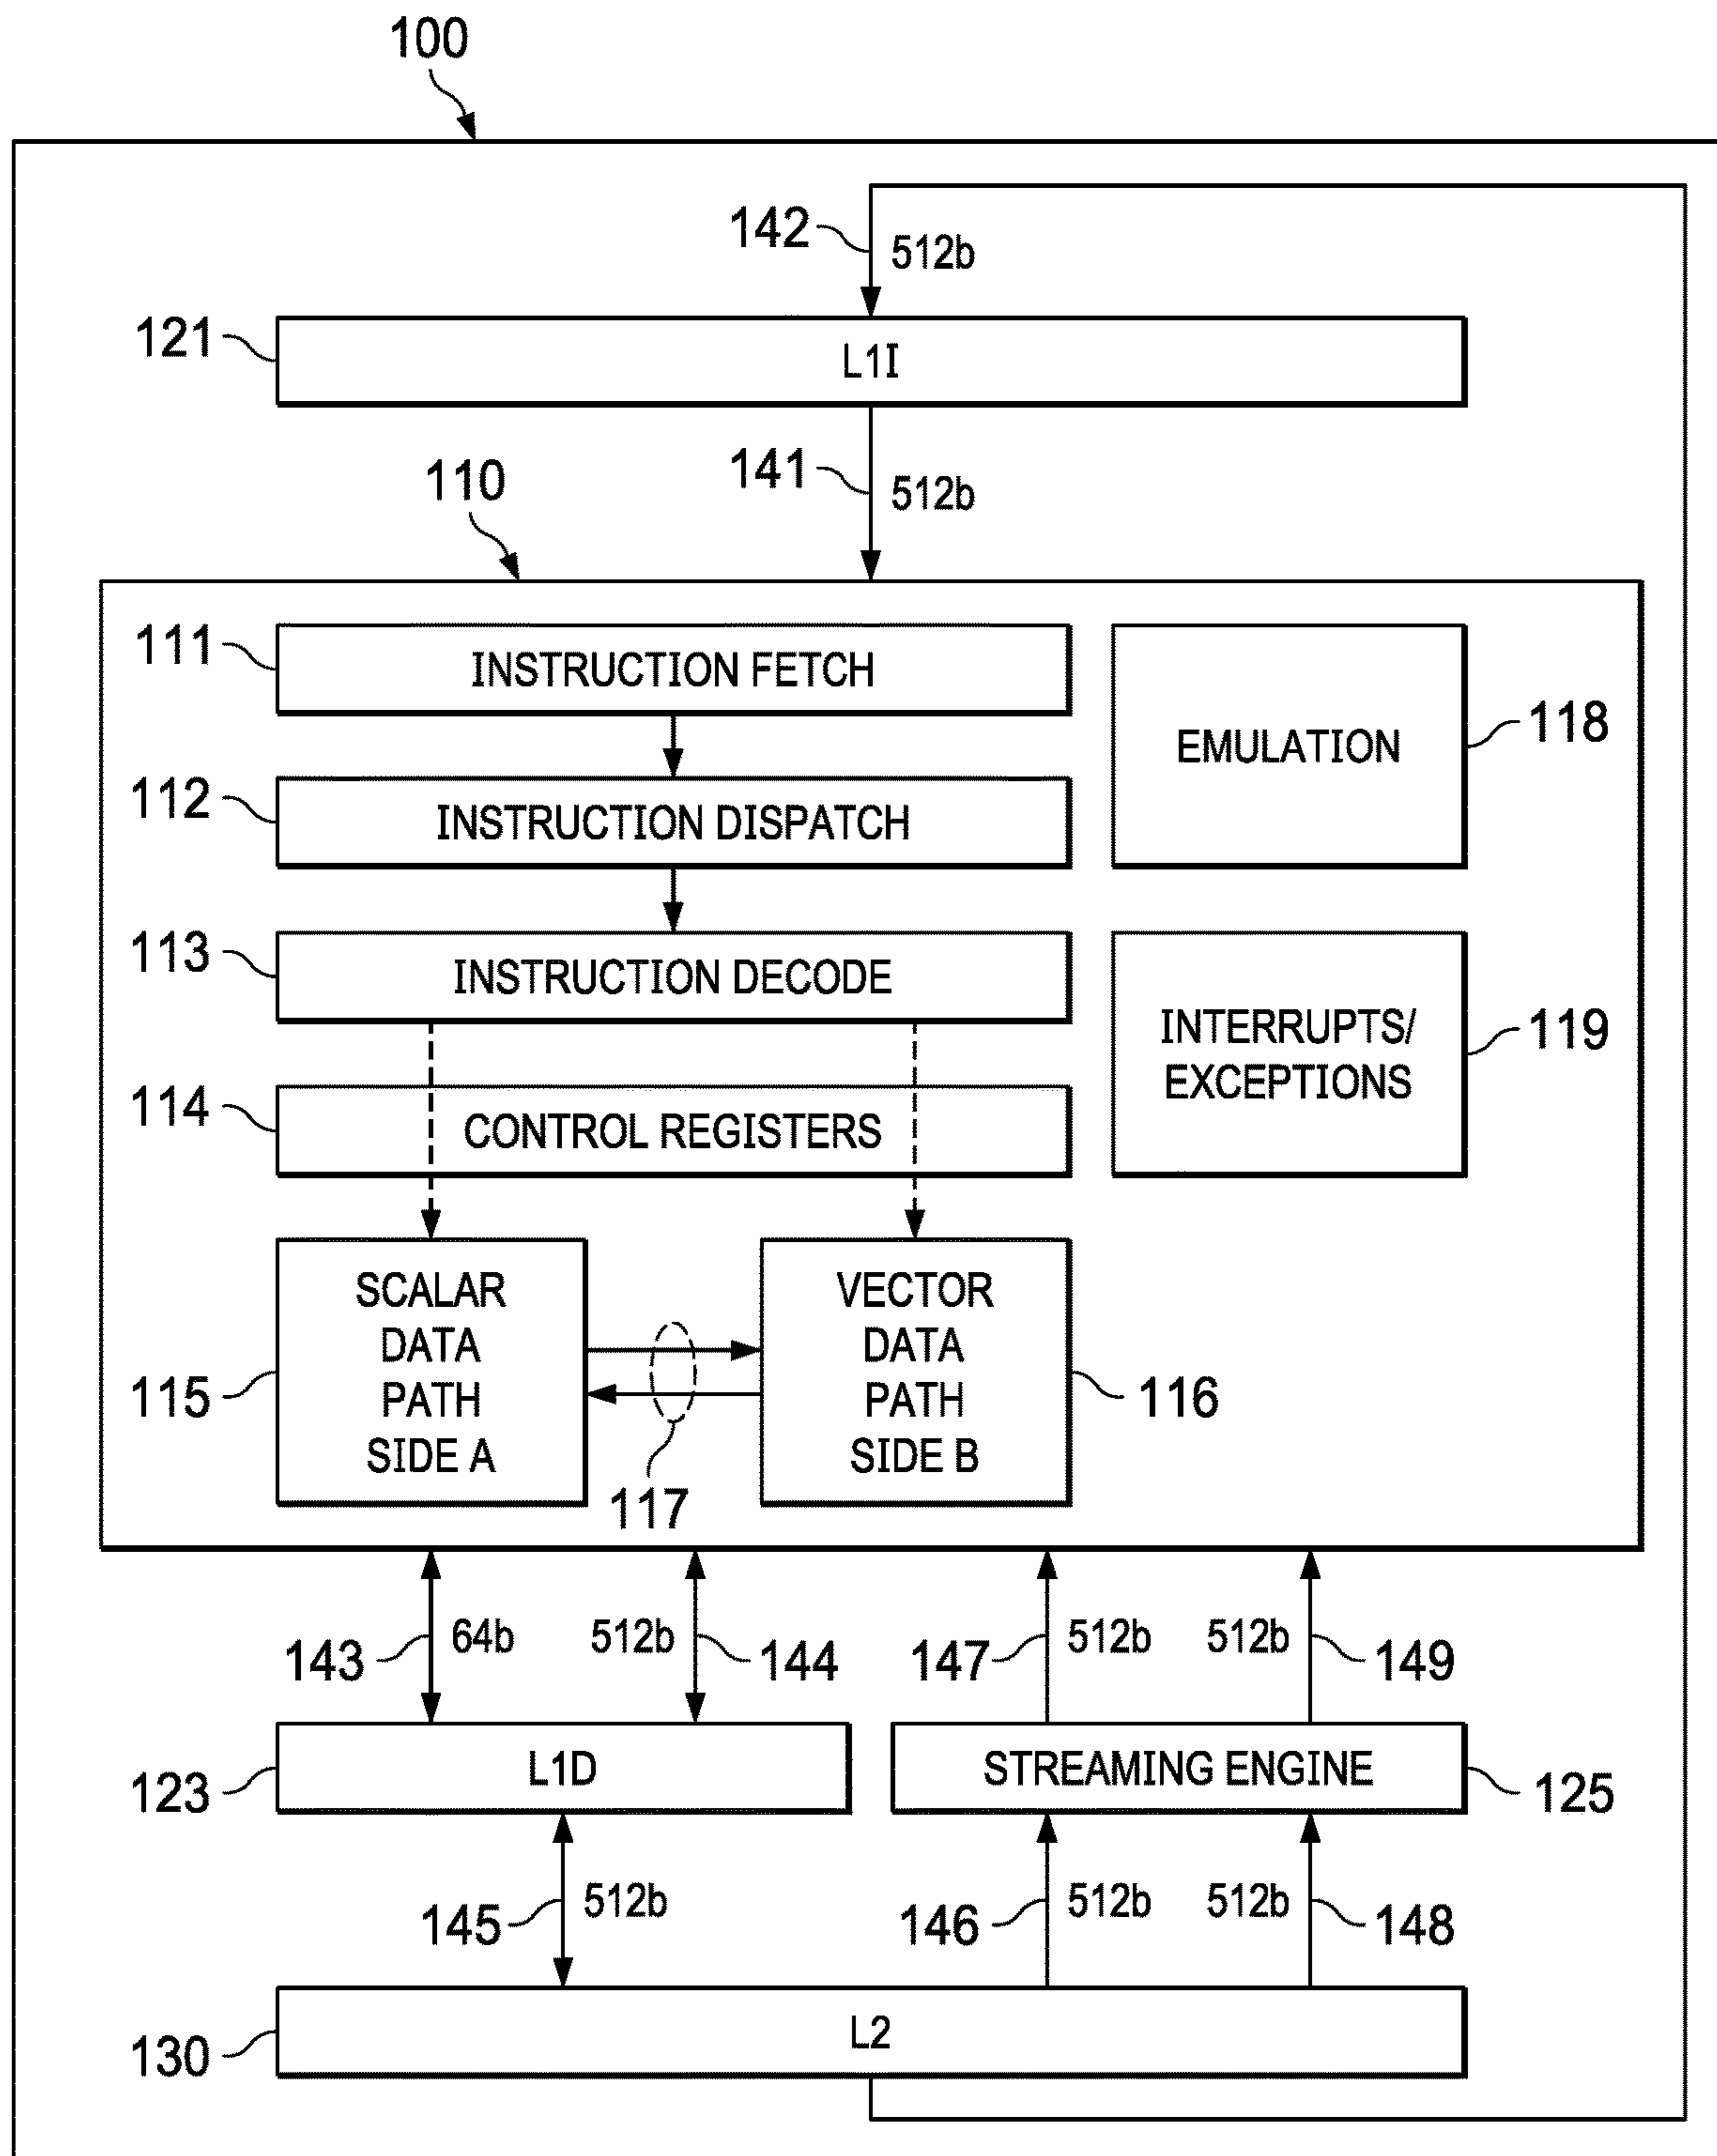 100
142
512b
121
L1I
141
512b
110
111
INSTRUCTION FETCH
118
EMULATION
112
INSTRUCTION DISPATCH
113
INSTRUCTION DECODE
119
INTERRUPTS/
EXCEPTIONS
114
CONTROL REGISTERS
115
SCALAR
DATA
PATH
SIDE A
117
VECTOR
DATA
PATH
SIDE B
116
143
64b
512b
144
147
512b
512b
149
123
L1D
STREAMING ENGINE
125
145
512b
146
512b
512b
148
130
L2